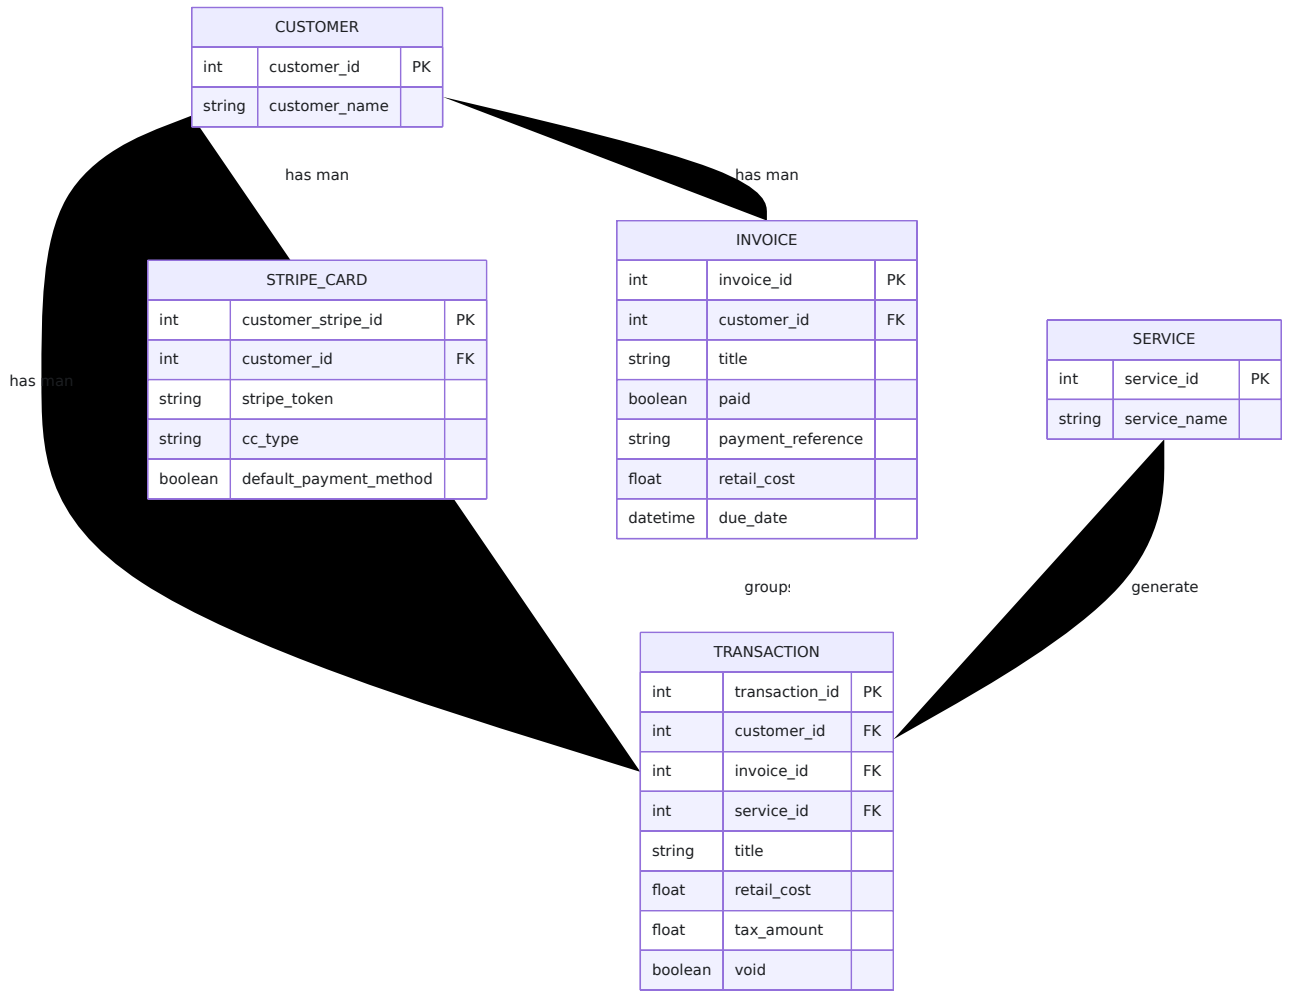 CUSTOMER
int customer_id PK
string customer_name
has man
has man
STRIPE_CARD
int customer_stripe_id PK
int customer_id FK
string stripe_token
string cc_type
boolean default_payment_method
INVOICE
int invoice_id PK
int customer_id FK
string title
boolean paid
string payment_reference
float retail_cost
datetime due_date
SERVICE
int service_id PK
string service_name
has man
groups
generate
TRANSACTION
int transaction_id PK
int customer_id FK
int invoice_id FK
int service_id FK
string title
float retail_cost
float tax_amount
boolean void